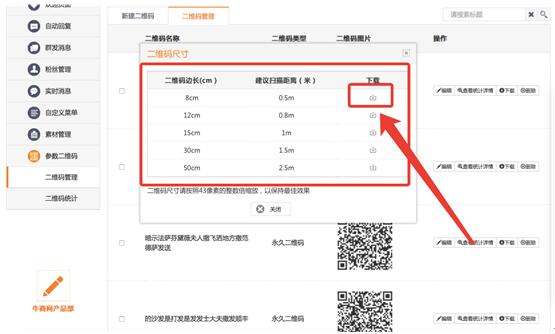 欢迎页面
自动回复
群发消息
粉丝管理
实时消息
自定义菜单
素材管理
参数二维码
二维码管理
二维码统计
牛商网产品部
新建二维码 二维码管理
请搜索标题
二维码名称 二维码类型 二维码图片 操作
二维码尺寸
二维码边长(cm) 建议扫描距离（米） 下载
8cm 0.5m
12cm 0.8m
15cm 1m
30cm 1.5m
50cm 2.5m
二维码尺寸请按照43像素的整数倍缩放，以保持最佳效果
关闭
编辑 查看统计详情 下载 删除
编辑 查看统计详情 下载 删除
暗示法萨芬黛薇夫人撒飞洒地方撒范
德萨发送 永久二维码 编辑 查看统计详情 下载 删除
的沙发是打发是发发士大夫撒发顺丰 永久二维码 编辑 查看统计详情 下载 删除